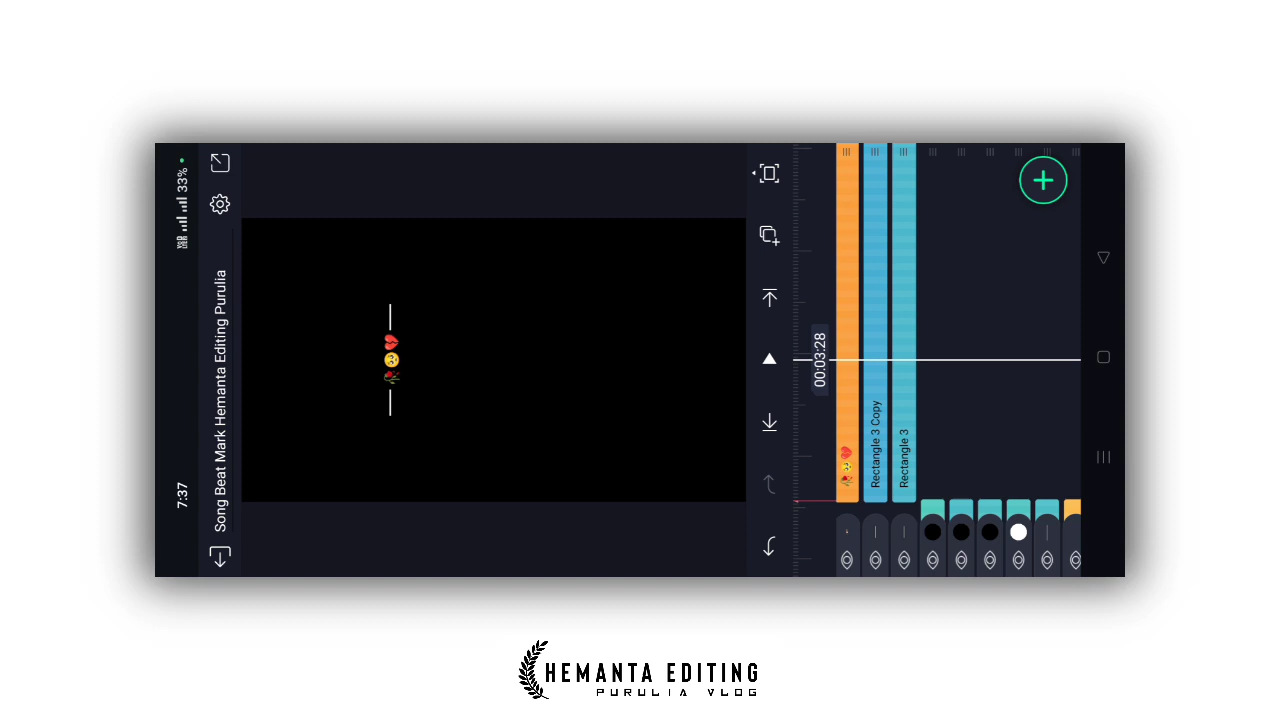 7:37
33%
Song Beat Mark Hemanta Editing Purulia
🥀🥺💔
00:03:28
🥀🥺💔
Rectangle 3 Copy
Rectangle 3
HEMANTA EDITING
PURULIA VLOG